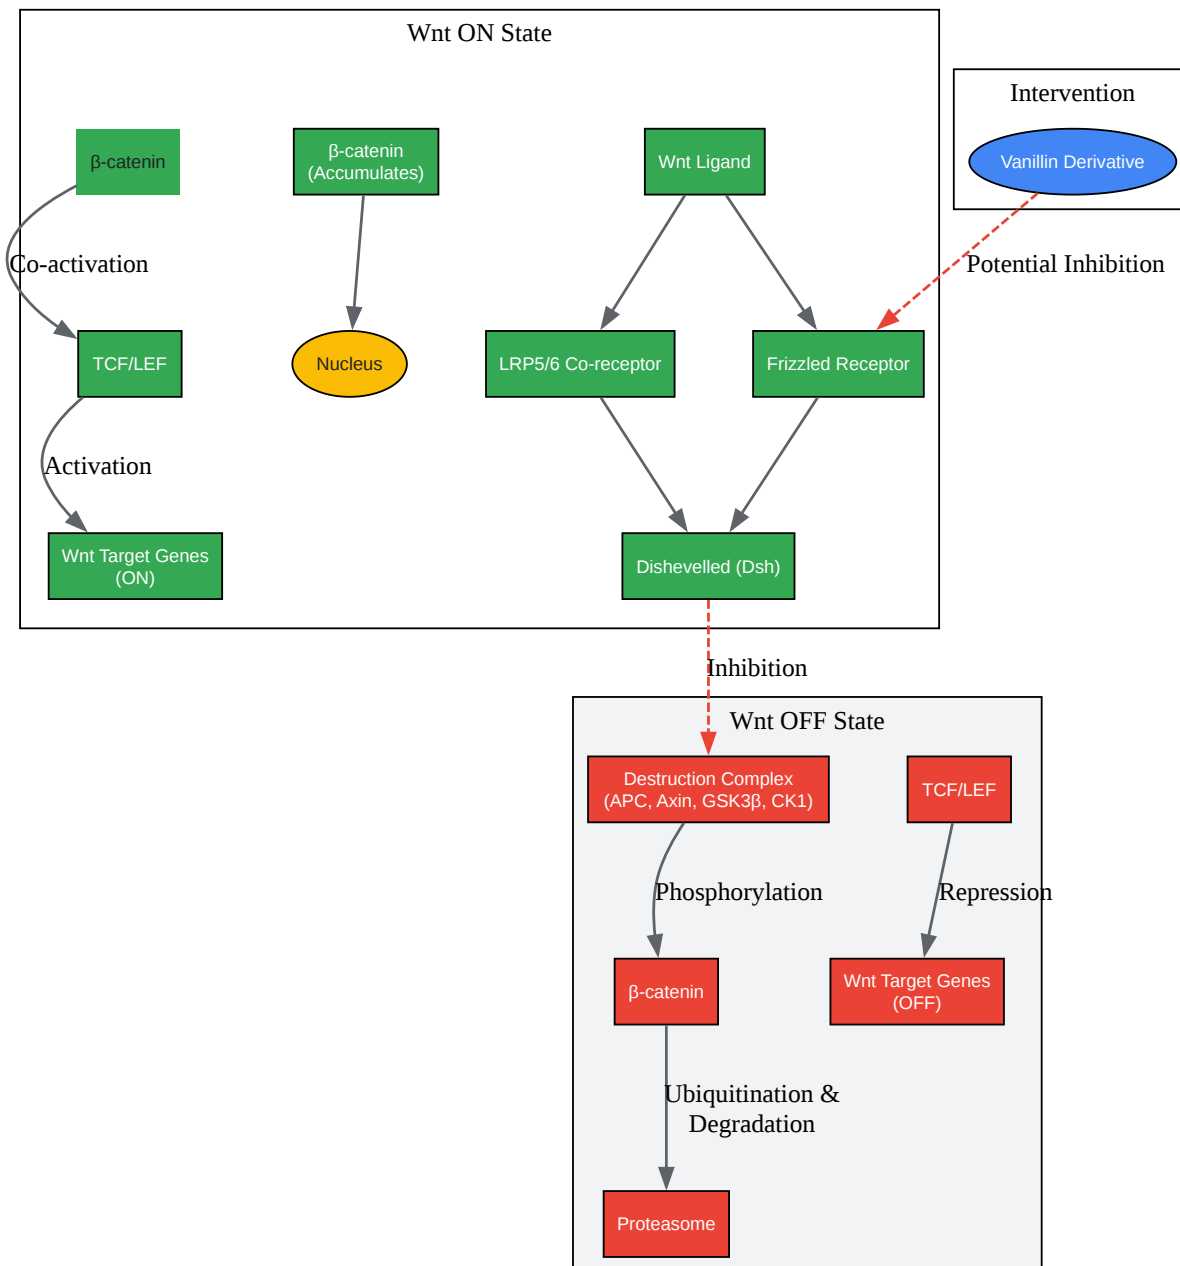 Wnt ON State
Intervention
β-catenin
β-catenin
(Accumulates)
Wnt Ligand
Vanillin Derivative
Co-activation
Potential Inhibition
TCF/LEF
Nucleus
LRP5/6 Co-receptor
Frizzled Receptor
Activation
Wnt Target Genes
(ON)
Dishevelled (Dsh)
Inhibition
Wnt OFF State
Destruction Complex
(APC, Axin, GSK3β, CK1)
TCF/LEF
Phosphorylation
Repression
β-catenin
Wnt Target Genes
(OFF)
Ubiquitination &
Degradation
Proteasome